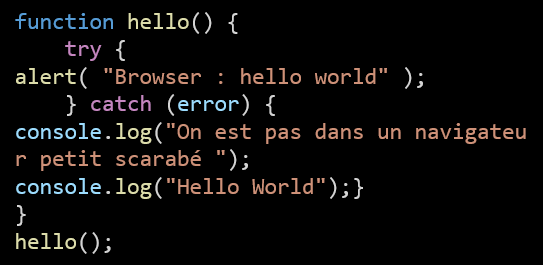 function hello() {
    try {
alert( "Browser : hello world" );
    } catch (error) {
console.log("On est pas dans un navigateu
r petit scarabé ");
console.log("Hello World");}
}
hello();